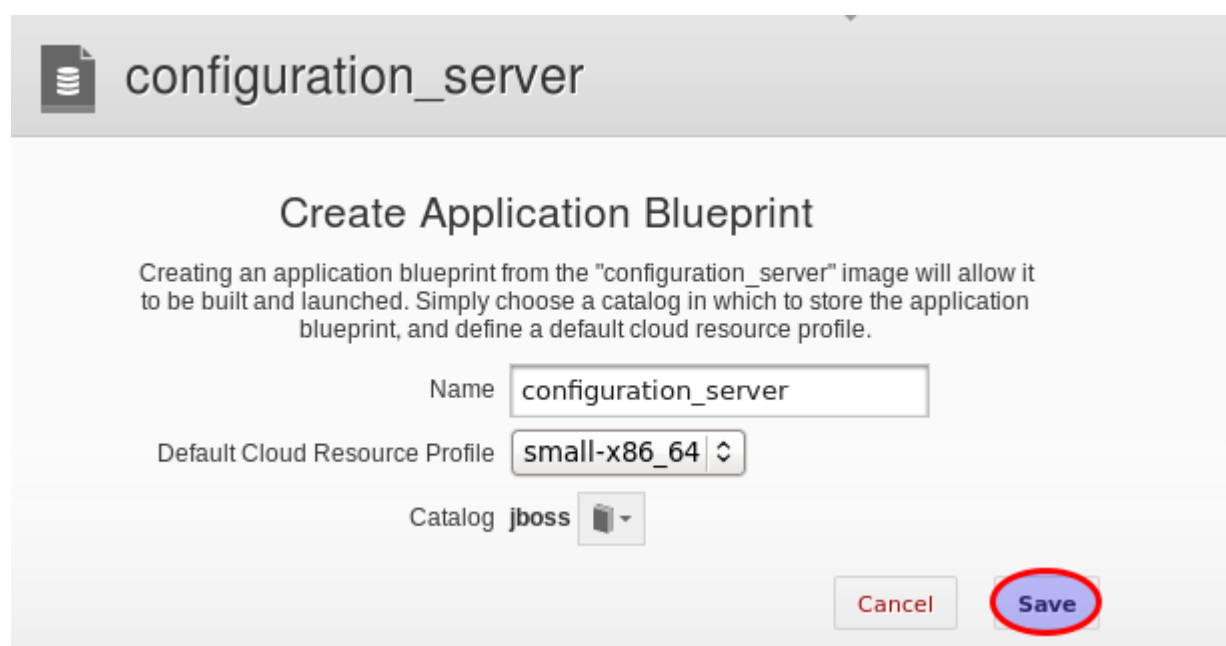 configuration_server
Create Application Blueprint
Creating an application blueprint from the "configuration_server" image will allow it
to be built and launched. Simply choose a catalog in which to store the application
blueprint, and define a default cloud resource profile.
Name configuration_server
Default Cloud Resource Profile small-x86_64
Catalog jboss
Cancel Save